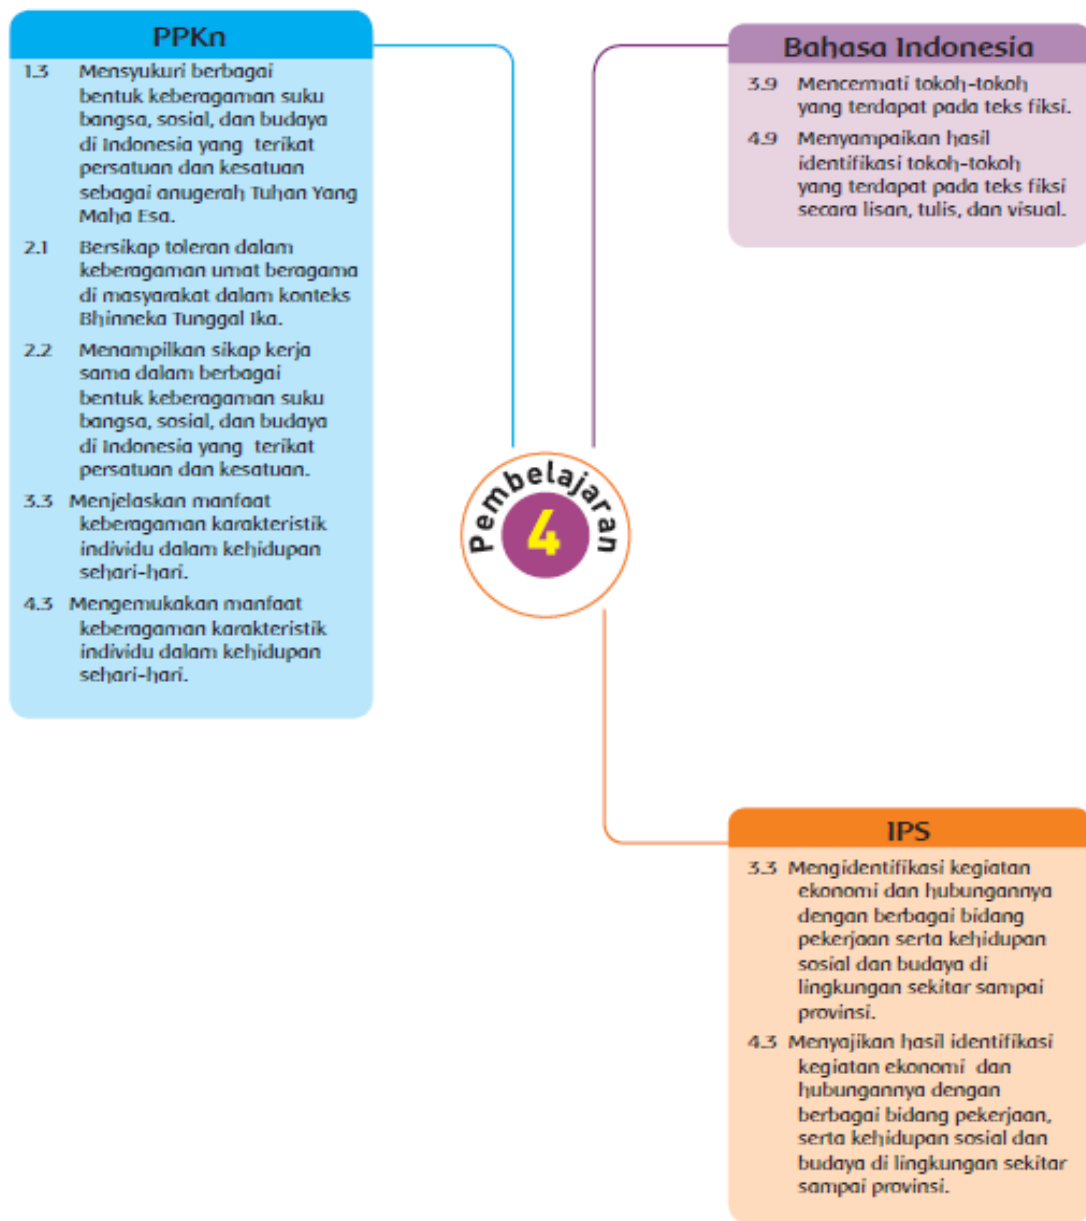 PPKn
1.3 Mensyukuri berbagai
bentuk keberagaman suku
bangsa, sosial, dan budaya
di Indonesia yang terikat
persatuan dan kesatuan
sebagai anugerah Tuhan Yang
Maha Esa.
2.1 Bersikap toleran dalam
keberagaman umat beragama
di masyarakat dalam konteks
Bhinneka Tunggal Ika.
2.2 Menampilkan sikap kerja
sama dalam berbagai
bentuk keberagaman suku
bangsa, sosial, dan budaya
di Indonesia yang terikat
persatuan dan kesatuan.
3.3 Menjelaskan manfaat
keberagaman karakteristik
individu dalam kehidupan
sehari-hari.
4.3 Mengemukakan manfaat
keberagaman karakteristik
individu dalam kehidupan
sehari-hari.
Bahasa Indonesia
3.9 Mencermati tokoh-tokoh
yang terdapat pada teks fiksi.
4.9 Menyampaikan hasil
identifikasi tokoh-tokoh
yang terdapat pada teks fiksi
secara lisan, tulis, dan visual.
Pembelajaran
4
IPS
3.3 Mengidentifikasi kegiatan
ekonomi dan hubungannya
dengan berbagai bidang
pekerjaan serta kehidupan
sosial dan budaya di
lingkungan sekitar sampai
provinsi.
4.3 Menyajikan hasil identifikasi
kegiatan ekonomi dan
hubungannya dengan
berbagai bidang pekerjaan,
serta kehidupan sosial dan
budaya di lingkungan sekitar
sampai provinsi.